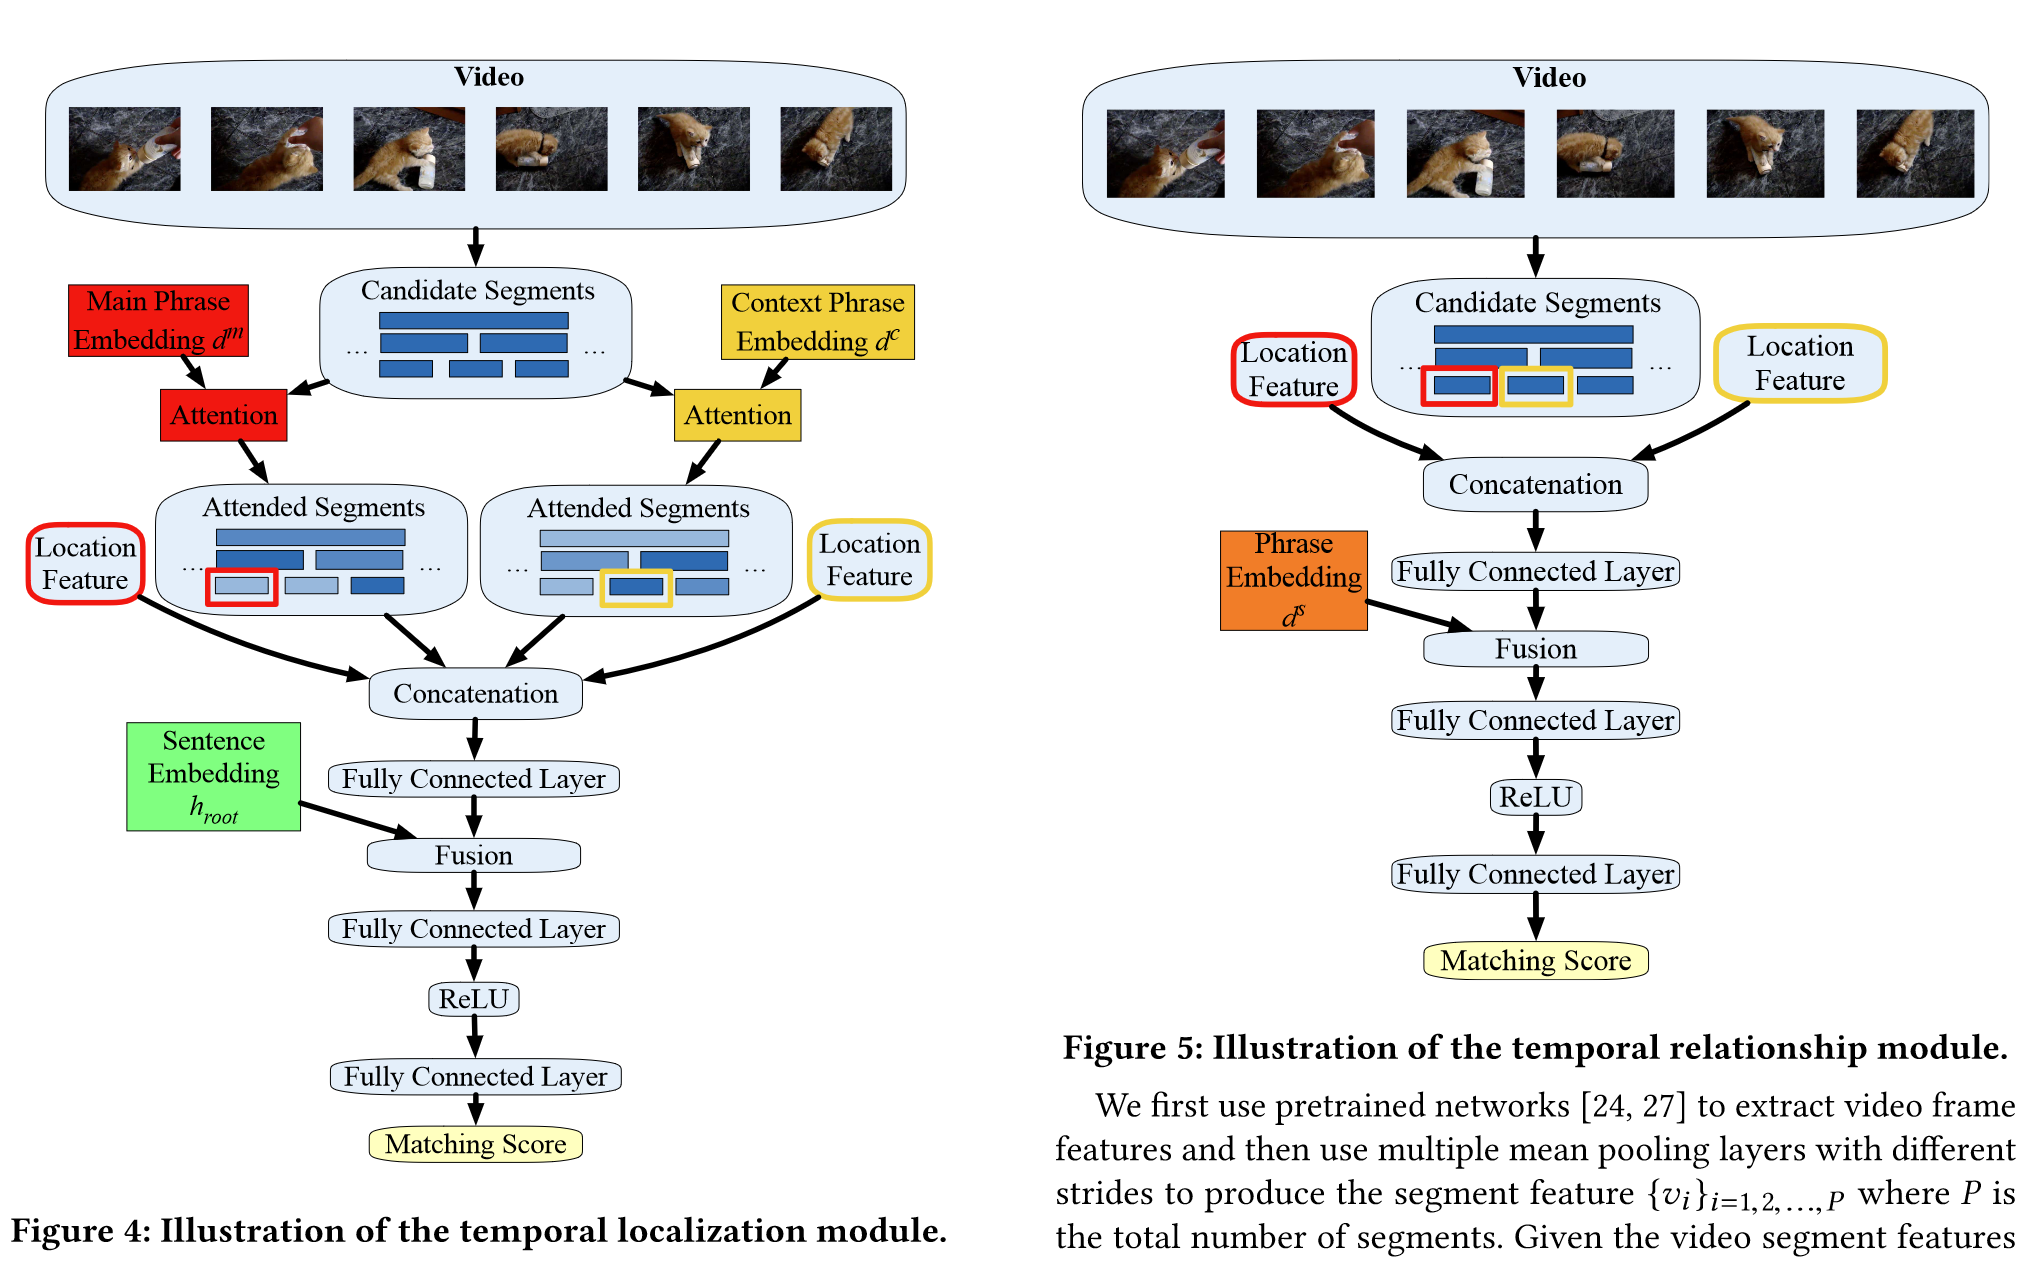 Video
Candidate Segments
Main Phrase
Embedding d^m
Context Phrase
Embedding d^c
... ...
Attention
Attention
Attended Segments
Attended Segments
Location
Feature
... ...
... ...
Location
Feature
Concatenation
Sentence
Embedding
h_root
Fully Connected Layer
Fusion
Fully Connected Layer
ReLU
Fully Connected Layer
Matching Score
Figure 4: Illustration of the temporal localization module.
Video
Candidate Segments
Location
Feature
... ...
Location
Feature
Concatenation
Phrase
Embedding
d^s
Fully Connected Layer
Fusion
Fully Connected Layer
ReLU
Fully Connected Layer
Matching Score
Figure 5: Illustration of the temporal relationship module.
We first use pretrained networks [24, 27] to extract video frame
features and then use multiple mean pooling layers with different
strides to produce the segment feature {v_i}_{i=1,2,...,P} where P is
the total number of segments. Given the video segment features